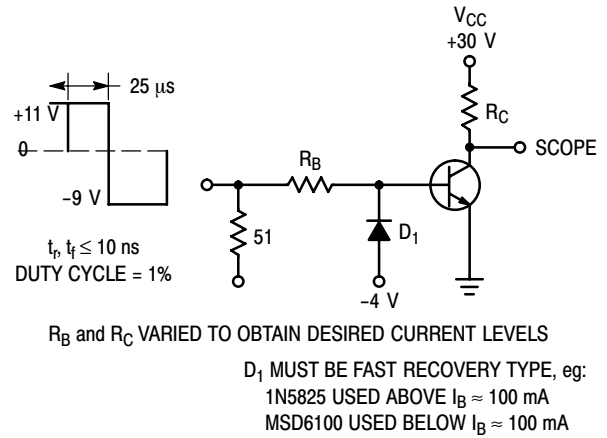 V_CC
+30 V
25 μs
+11 V
R_C
0
R_B
SCOPE
−9 V
51
D_1
t_r, t_f ≤ 10 ns
DUTY CYCLE = 1%
−4 V
R_B and R_C VARIED TO OBTAIN DESIRED CURRENT LEVELS
D_1 MUST BE FAST RECOVERY TYPE, eg:
1N5825 USED ABOVE I_B ≈ 100 mA
MSD6100 USED BELOW I_B ≈ 100 mA